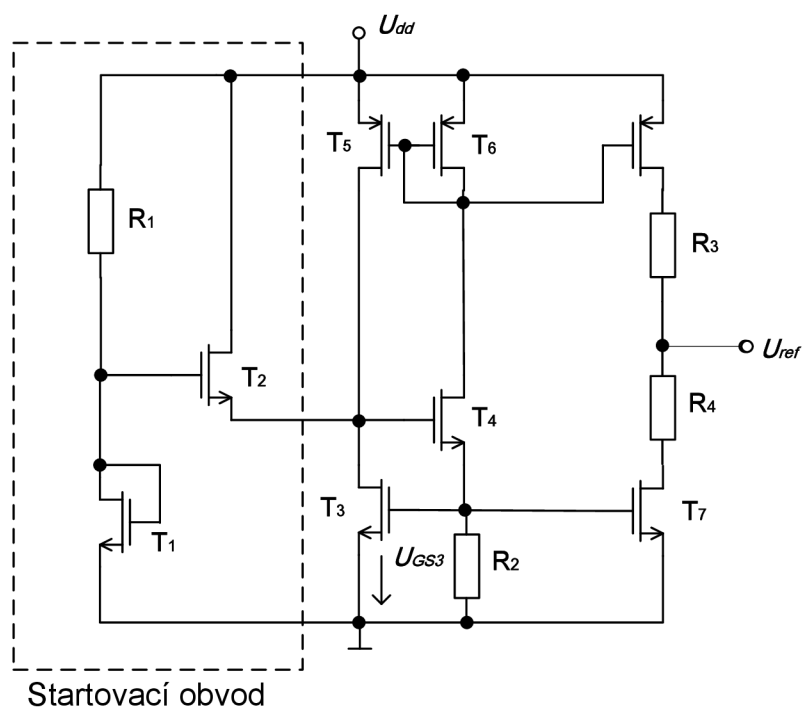 Udd
T5
T6
R1
R3
Uref
T2
R4
T4
T3
T7
T1
UGS3
R2
Startovací obvod